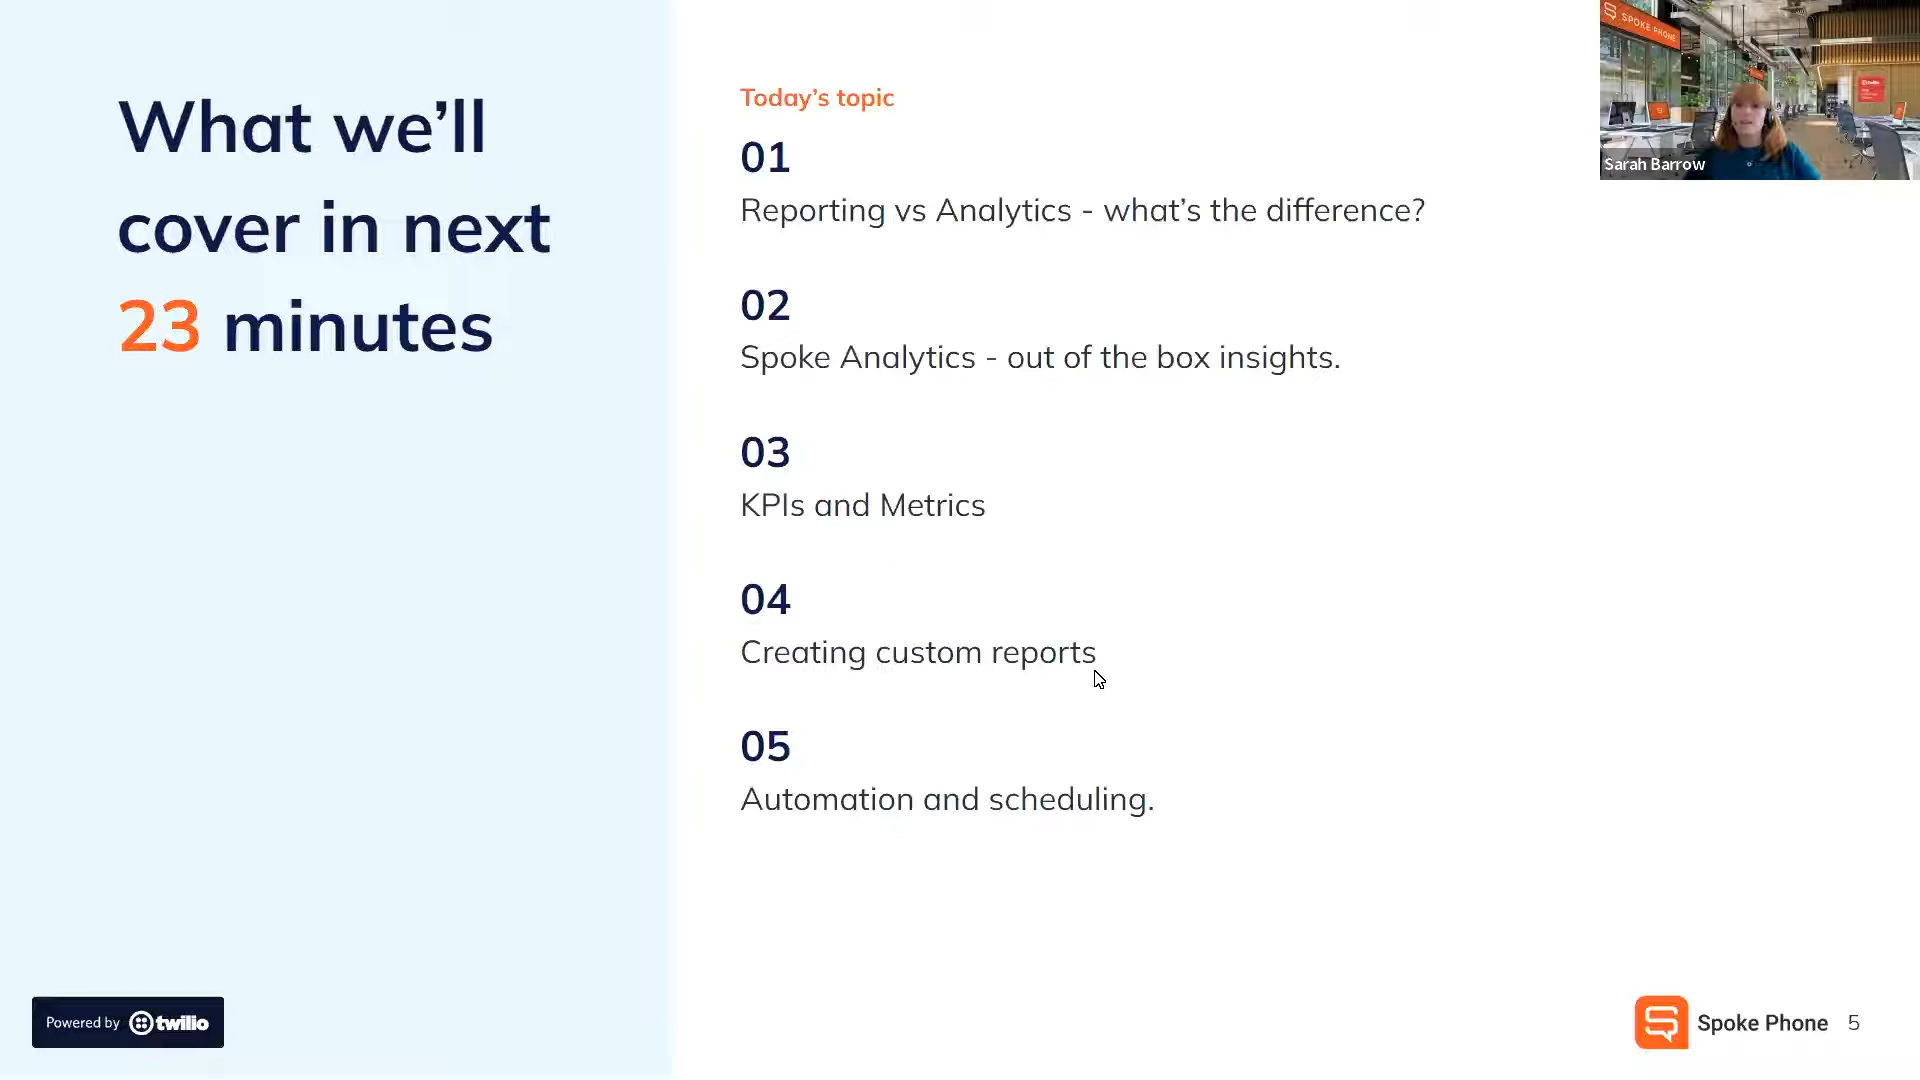 What we'll
cover in next
23 minutes
Today's topic
01
Reporting vs Analytics - what's the difference?
02
Spoke Analytics - out of the box insights.
03
KPIs and Metrics
04
Creating custom reports
05
Automation and scheduling.
SPOKE PHONE
Sarah Barrow
Powered by twilio
Spoke Phone 5